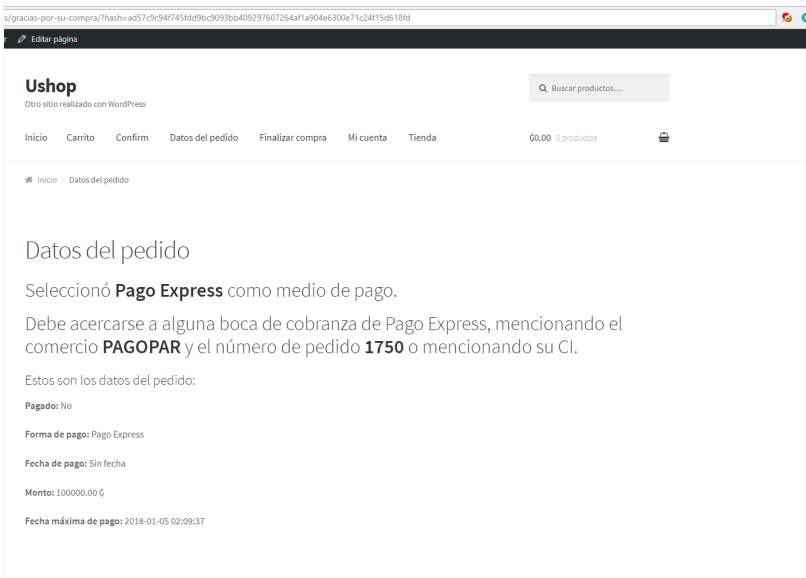 s/gracias-por-su-compra/?hash=ad57c9c94f745fdd9bc9093bb409297607264af1a904e6300e71c24f15d618fd
Editar página
Ushop
Otro sitio realizado con WordPress
Buscar productos...
Inicio Carrito Confirm Datos del pedido Finalizar compra Mi cuenta Tienda
₲0.00 0 productos
Inicio / Datos del pedido
Datos del pedido
Seleccionó Pago Express como medio de pago.
Debe acercarse a alguna boca de cobranza de Pago Express, mencionando el
comercio PAGOPAR y el número de pedido 1750 o mencionando su CI.
Estos son los datos del pedido:
Pagado: No
Forma de pago: Pago Express
Fecha de pago: Sin fecha
Monto: 100000.00 ₲
Fecha máxima de pago: 2018-01-05 02:09:37